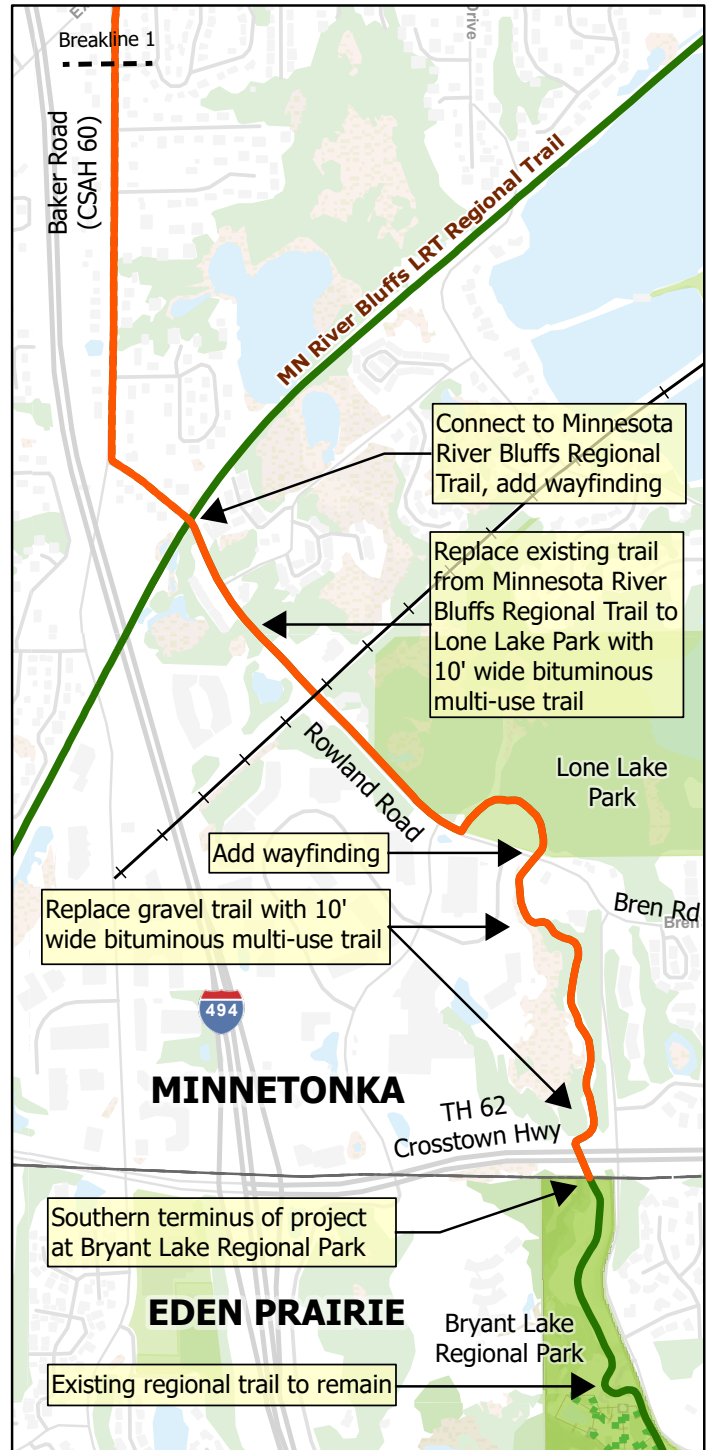 Drive
Breakline 1
Baker Road
(CSAH 60)
MN River Bluffs LRT Regional Trail
Connect to Minnesota
River Bluffs Regional
Trail, add wayfinding
Replace existing trail
from Minnesota River
Bluffs Regional Trail to
Lone Lake Park with
10' wide bituminous
multi-use trail
Rowland Road
Lone Lake
Park
Add wayfinding
Bren Rd
Bren
Replace gravel trail with 10'
wide bituminous multi-use trail
494
MINNETONKA
TH 62
Crosstown Hwy
Southern terminus of project
at Bryant Lake Regional Park
EDEN PRAIRIE
Bryant Lake
Regional Park
Existing regional trail to remain